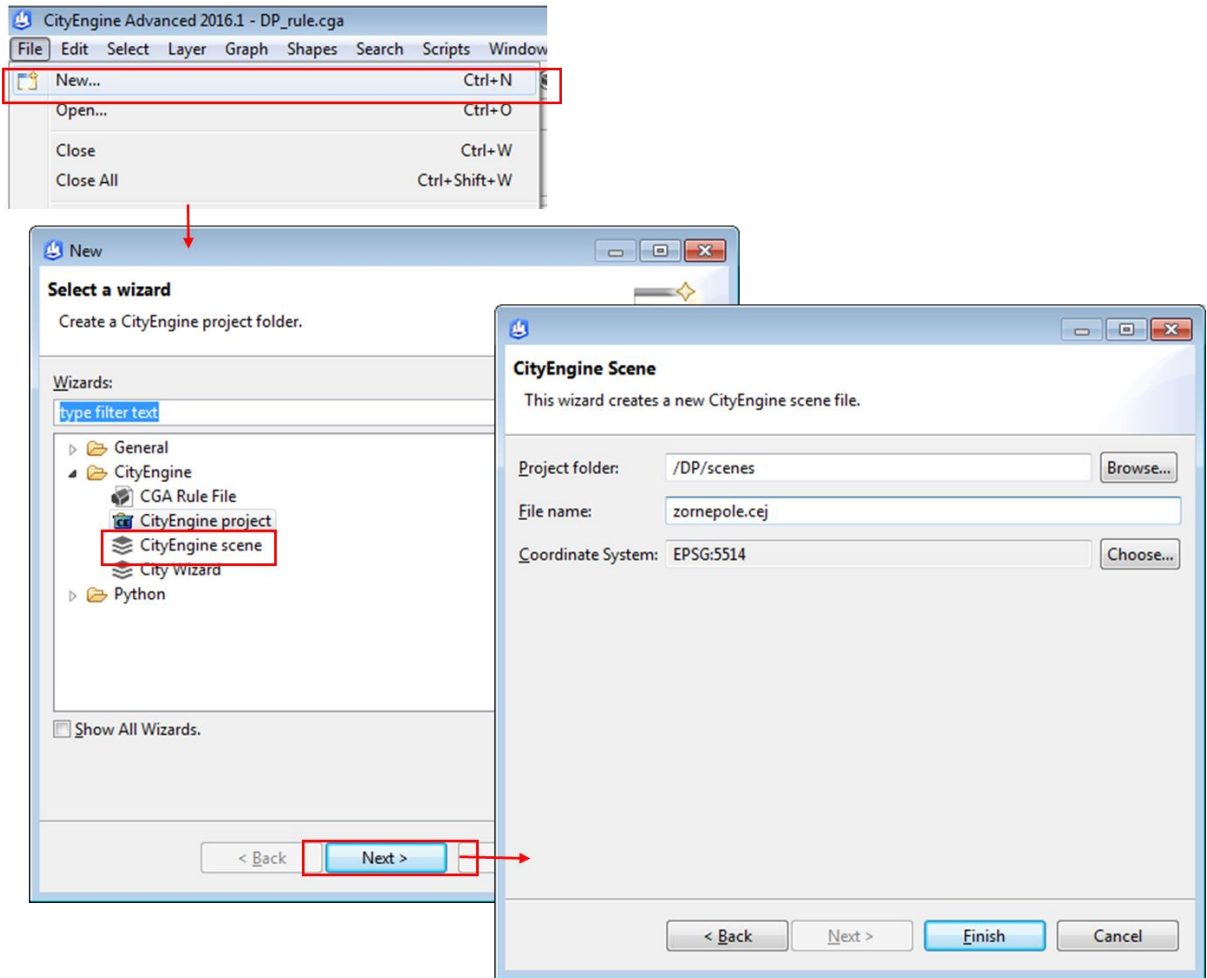 CityEngine Advanced 2016.1 - DP_rule.cga
File Edit Select Layer Graph Shapes Search Scripts Window
New... Ctrl+N
Open... Ctrl+O
Close Ctrl+W
Close All Ctrl+Shift+W
New
Select a wizard
Create a CityEngine project folder.
Wizards:
type filter text
General
CityEngine
CGA Rule File
CityEngine project
CityEngine scene
City Wizard
Python
Show All Wizards.
< Back Next >
CityEngine Scene
This wizard creates a new CityEngine scene file.
Project folder: /DP/scenes Browse...
File name: zornepole.cej
Coordinate System: EPSG:5514 Choose...
< Back Next > Finish Cancel